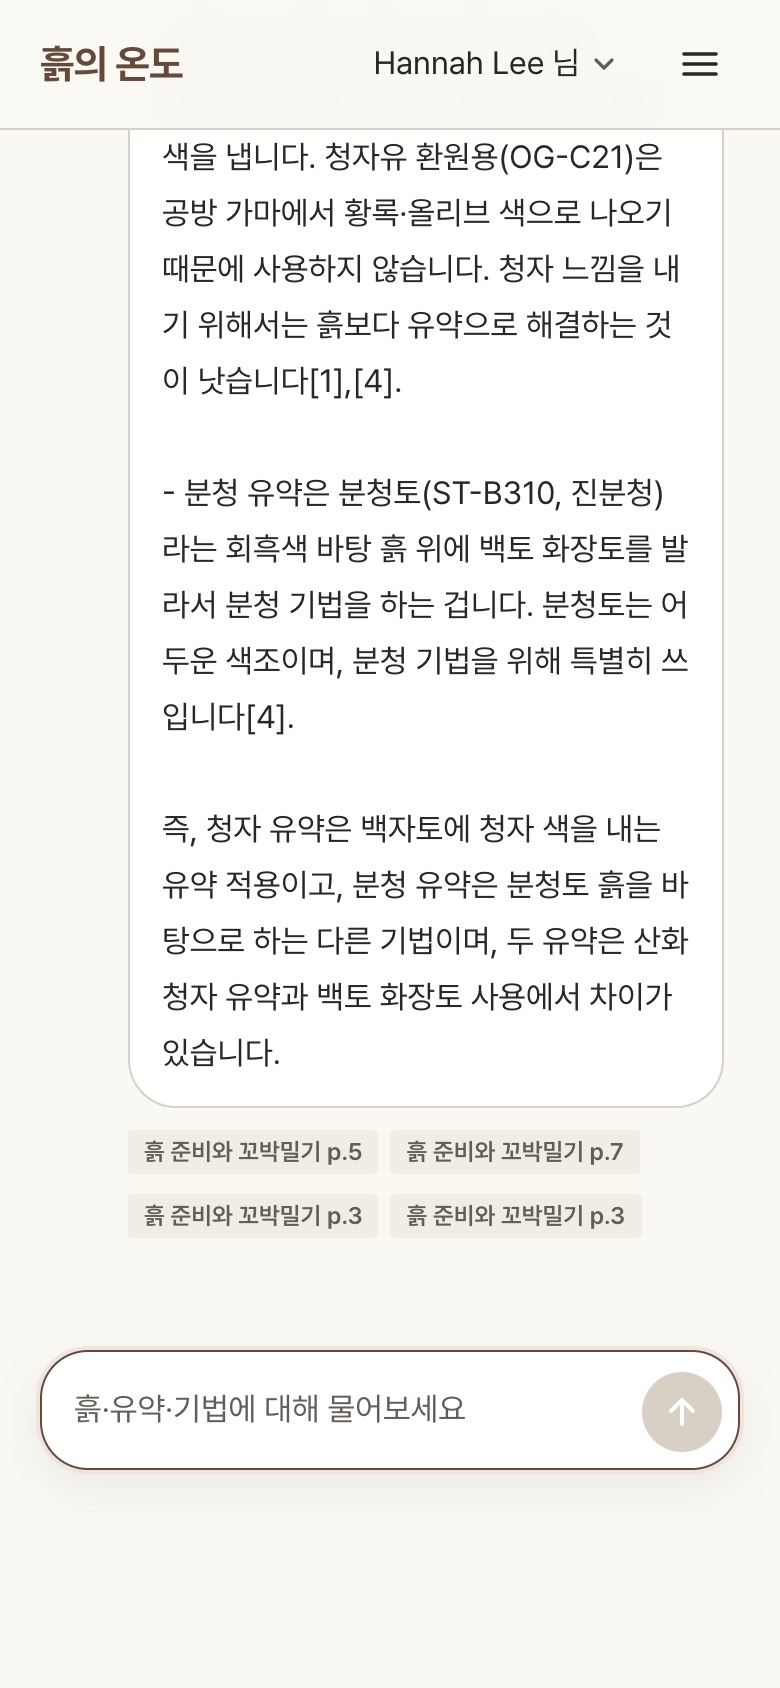 흙의 온도
Hannah Lee 님
색을 냅니다. 청자유 환원용(OG-C21)은
공방 가마에서 황록·올리브 색으로 나오기
때문에 사용하지 않습니다. 청자 느낌을 내
기 위해서는 흙보다 유약으로 해결하는 것
이 낫습니다[1],[4].
- 분청 유약은 분청토(ST-B310, 진분청)
라는 회흑색 바탕 흙 위에 백토 화장토를 발
라서 분청 기법을 하는 겁니다. 분청토는 어
두운 색조이며, 분청 기법을 위해 특별히 쓰
입니다[4].
즉, 청자 유약은 백자토에 청자 색을 내는
유약 적용이고, 분청 유약은 분청토 흙을 바
탕으로 하는 다른 기법이며, 두 유약은 산화
청자 유약과 백토 화장토 사용에서 차이가
있습니다.
흙 준비와 꼬박밀기 p.5
흙 준비와 꼬박밀기 p.7
흙 준비와 꼬박밀기 p.3
흙 준비와 꼬박밀기 p.3
흙·유약·기법에 대해 물어보세요